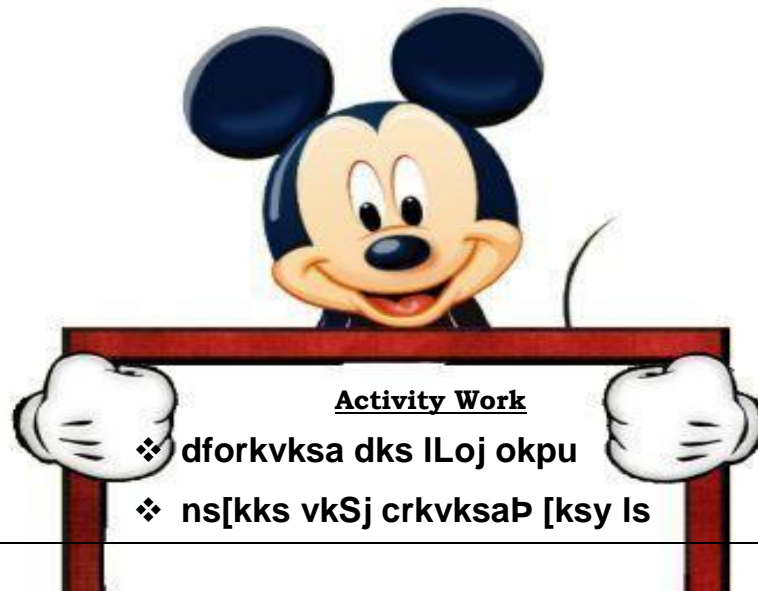 Activity Work
❖ dforkvksa dks lLoj okpu
❖ ns[kks vkSj crkvksaÞ [ksy ls